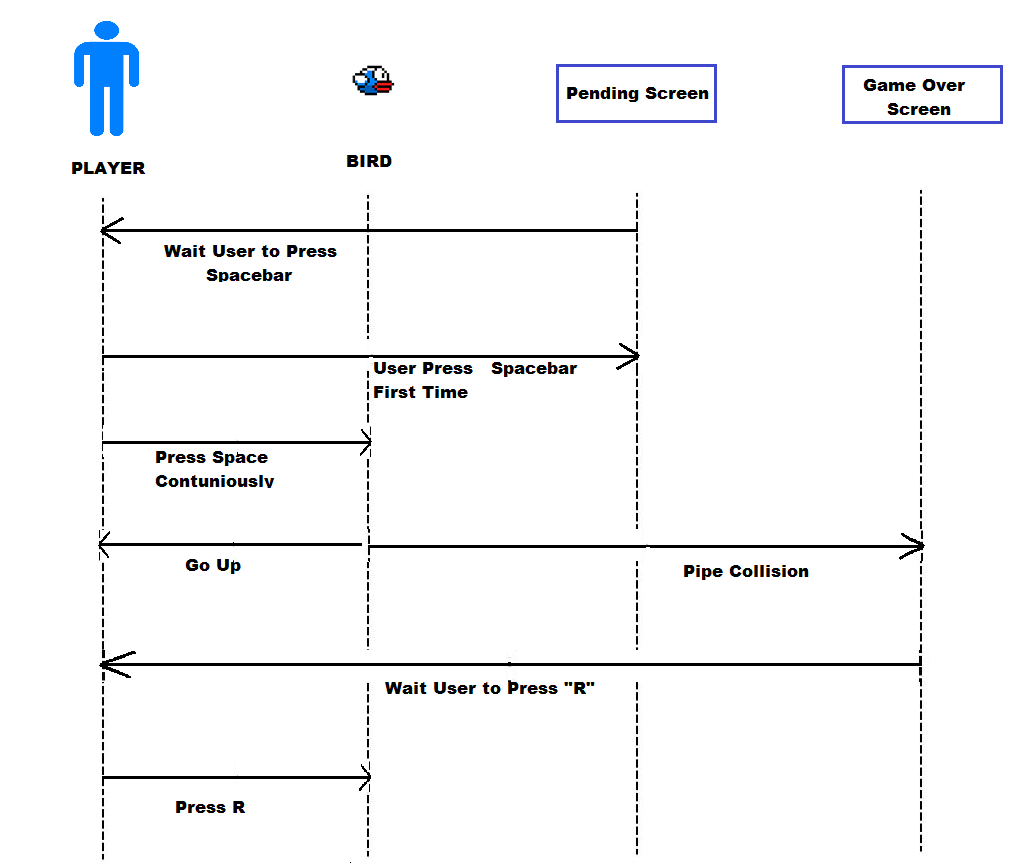 Pending Screen
Game Over
Screen
PLAYER
BIRD
Wait User to Press
Spacebar
User Press Spacebar
First Time
Press Space
Contuniously
Go Up
Pipe Collision
Wait User to Press "R"
Press R